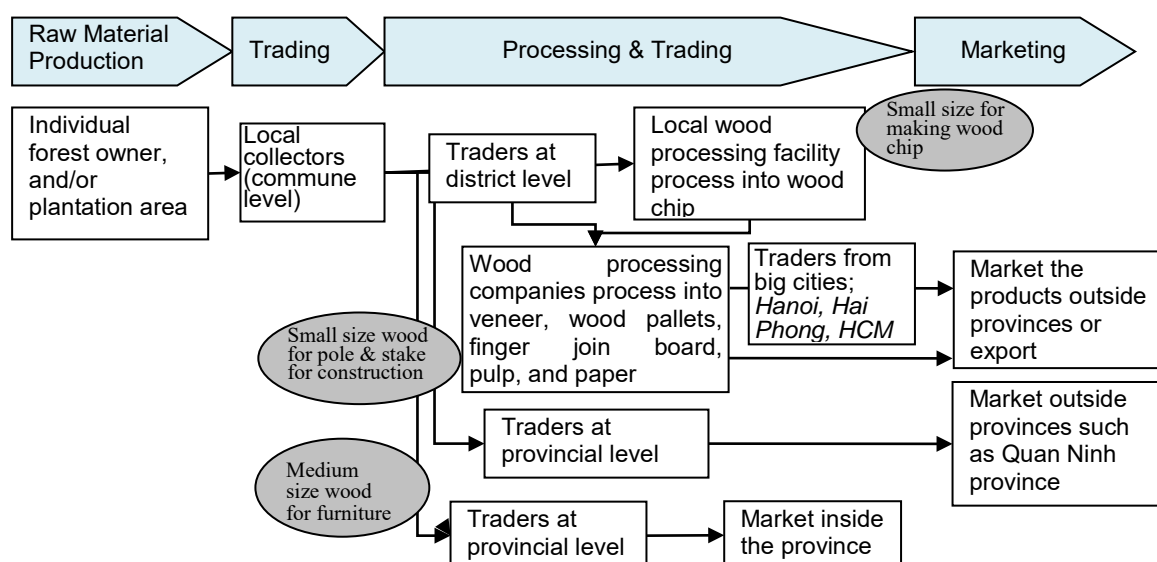 Raw Material
Production
Trading
Processing & Trading
Marketing
Individual
forest owner,
and/or
plantation area
Local
collectors
(commune
level)
Traders at
district level
Local wood
processing facility
process into wood
chip
Small size for
making wood
chip
Wood processing
companies process into
veneer, wood pallets,
finger join board,
pulp, and paper
Traders from
big cities;
Hanoi, Hai
Phong, HCM
Market the
products outside
provinces or
export
Small size wood
for pole & stake
for construction
Traders at
provincial level
Market outside
provinces such
as Quan Ninh
province
Medium
size wood
for furniture
Traders at
provincial level
Market inside
the province